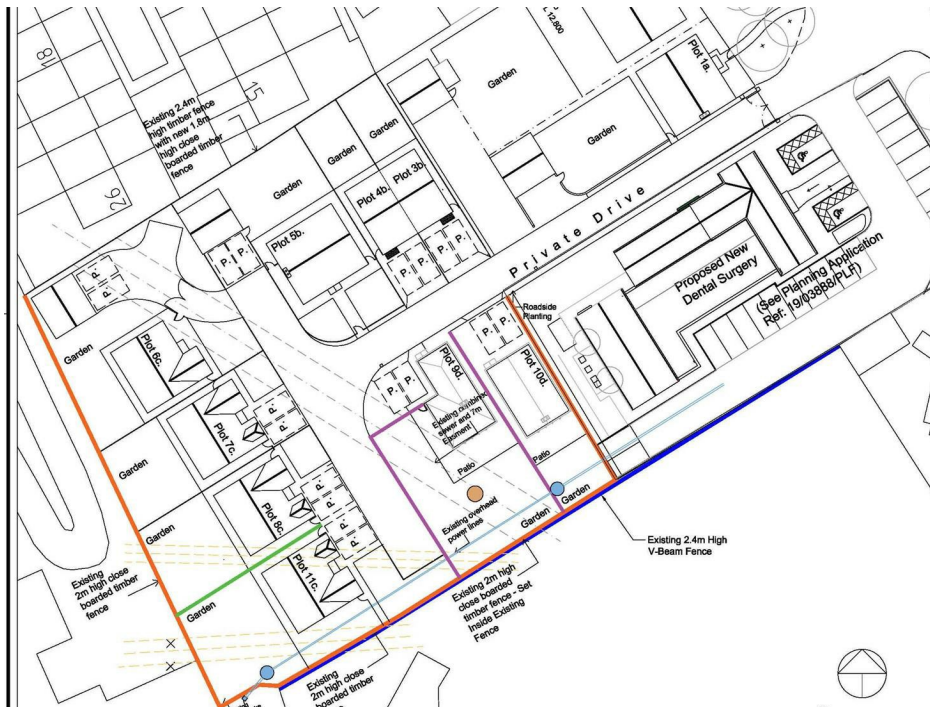 18
15
26
Existing 2.4m
high timber fence
with new 1.8m
high close
boarded timber
fence
Garden
Garden
Garden
Garden
L 12.800
Plot 1a.
Garden
Plot 5b.
Plot 4b.
Plot 3b.
P.
P.
P.
P.
P.
P.
P.
P.
Private Drive
Proposed New
Dental Surgery
(See Planning Application
Ref: 19/03888/PLF)
Roadside
Planting
P.
P.
P.
P.
Plot 9d.
Plot 10d.
Existing combined
sewer and 7m
Easment
Patio
Patio
Garden
Garden
Existing overhead
power lines
Existing 2.4m High
V-Beam Fence
Garden
Plot 6c.
P.
P.
Garden
Plot 7c.
P.
P.
Garden
Plot 8c.
P.
P.
Garden
Plot 11c.
Existing
2m high close
boarded timber
fence
Existing 2m high
close boarded
timber fence - Set
Inside Existing
Fence
Existing
2m high close
boarded timber